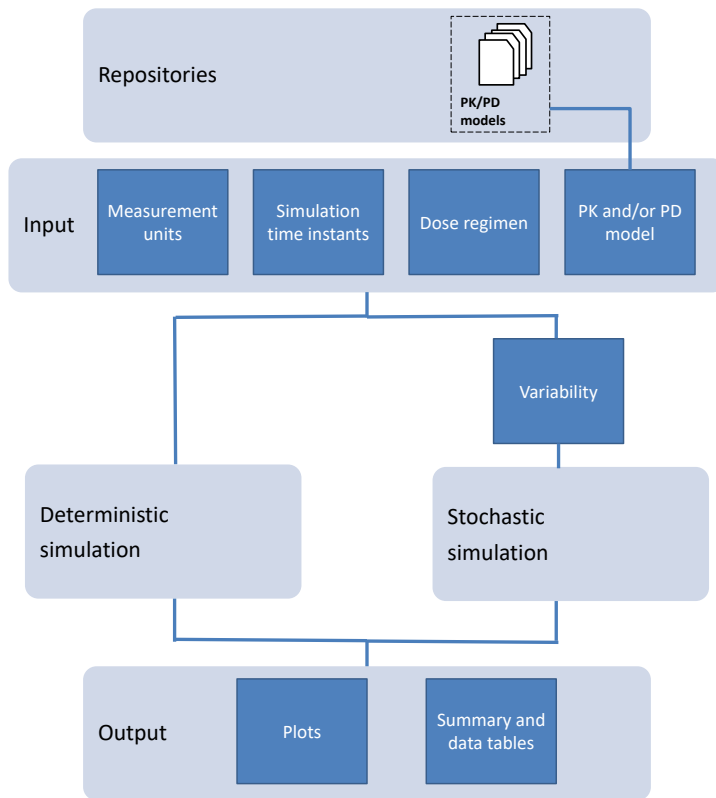 Repositories
PK/PD
models
Input
Measurement
units
Simulation
time instants
Dose regimen
PK and/or PD
model
Variability
Deterministic
simulation
Stochastic
simulation
Output
Plots
Summary and
data tables